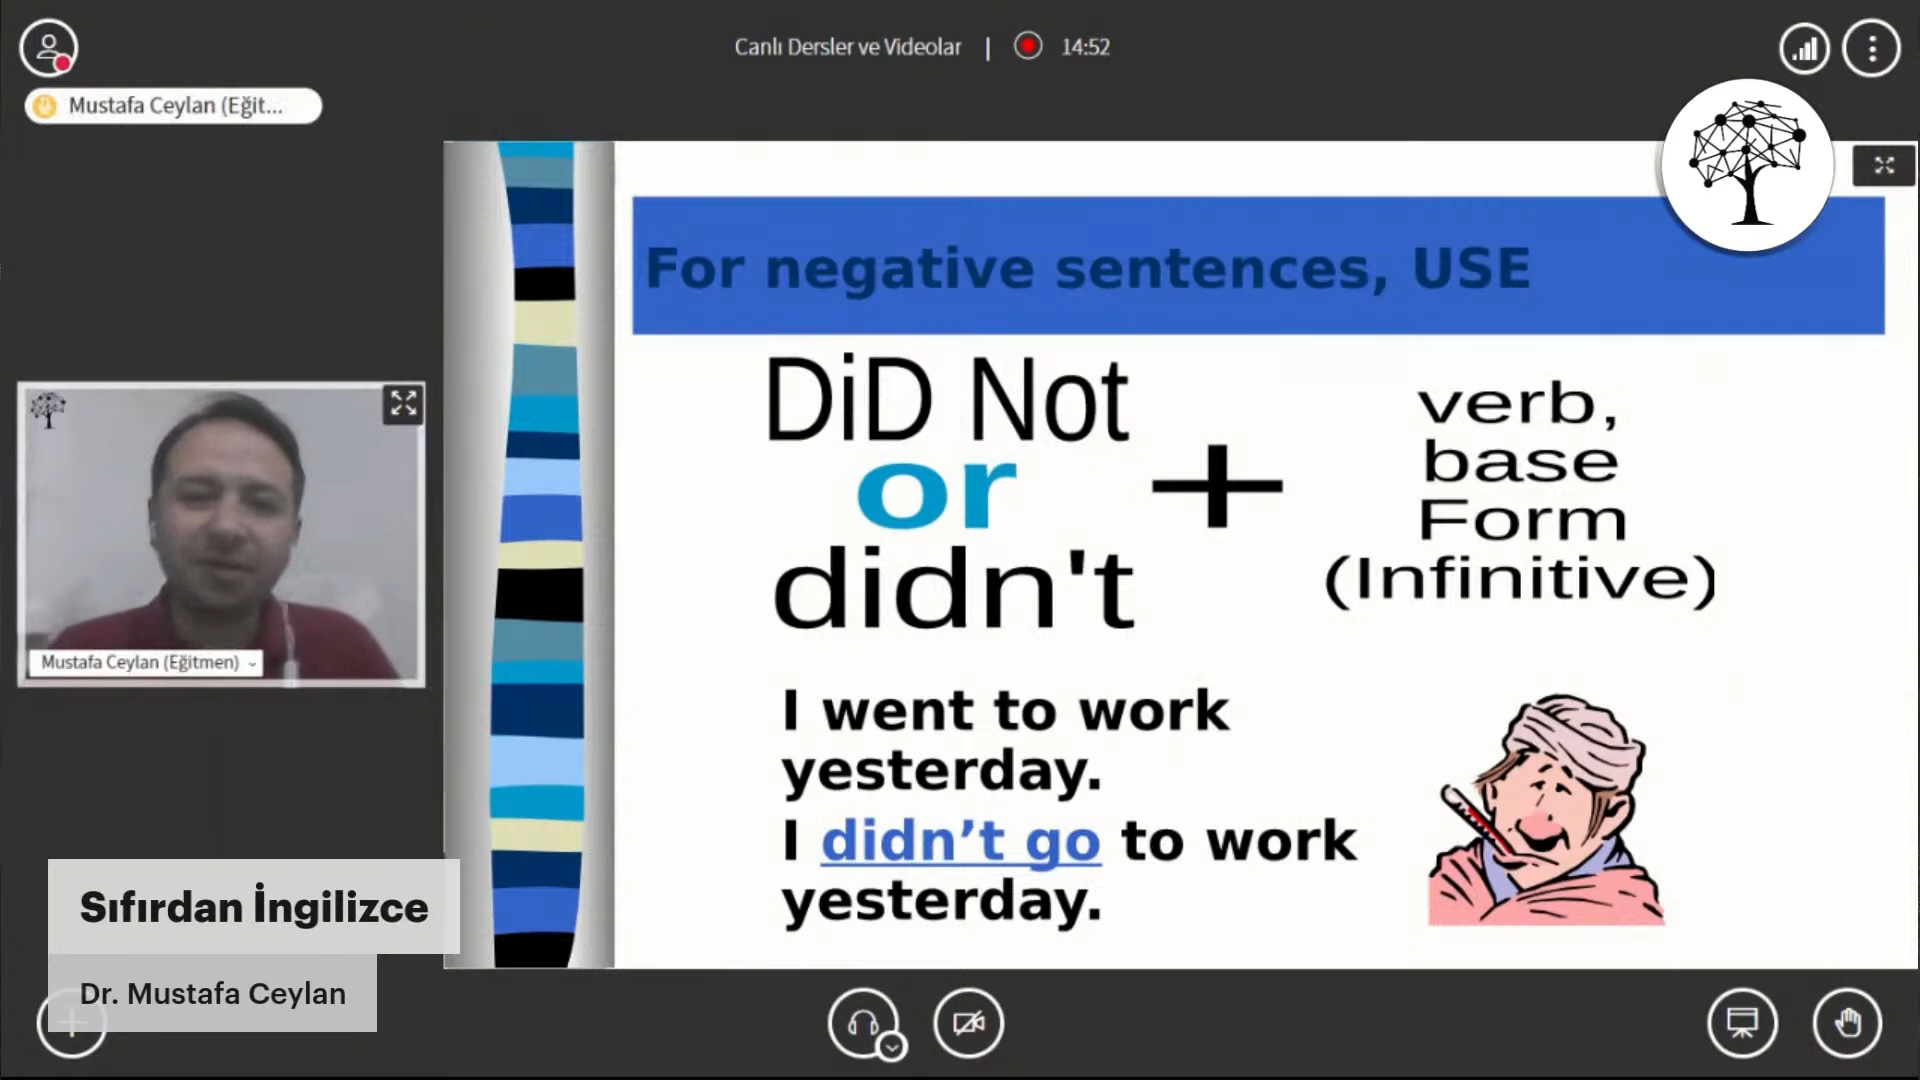 Canlı Dersler ve Videolar | 14:52
Mustafa Ceylan (Eğit...
For negative sentences, USE
DiD Not
or
didn't
+
verb,
base
Form
(Infinitive)
Mustafa Ceylan (Eğitmen)
I went to work
yesterday.
I didn’t go to work
yesterday.
Sıfırdan İngilizce
Dr. Mustafa Ceylan